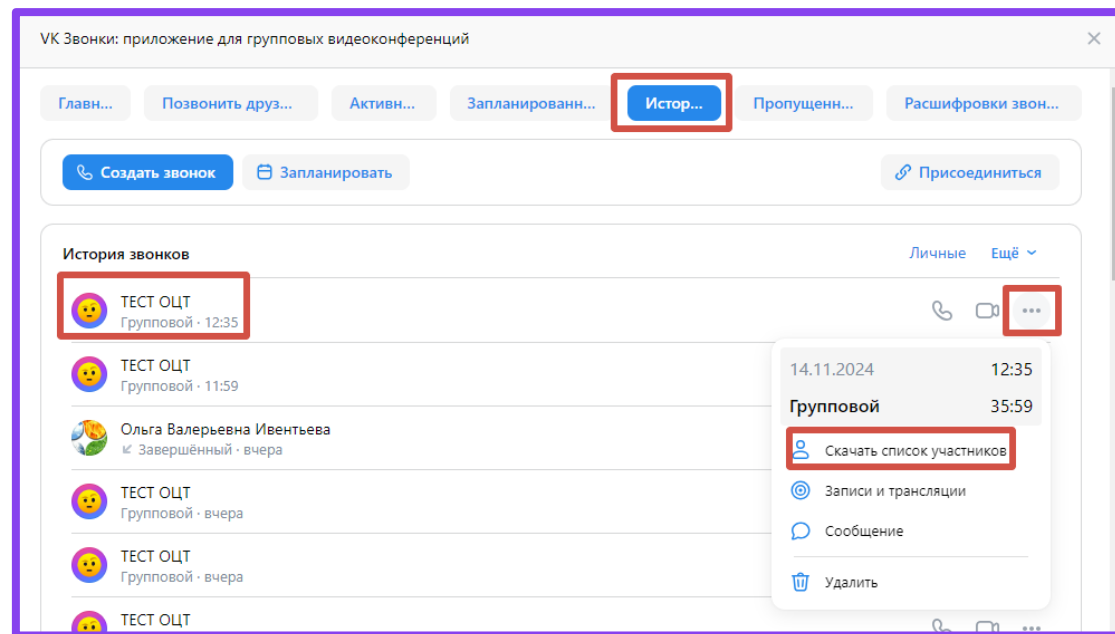 VK Звонки: приложение для групповых видеоконференций
Главн... Позвонить друз... Активн... Запланированн... Истор... Пропущенн... Расшифровки звон...
Создать звонок Запланировать Присоединиться
История звонков Личные Ещё
ТЕСТ ОЦТ
Групповой · 12:35
ТЕСТ ОЦТ
Групповой · 11:59
Ольга Валерьевна Ивентьева
Завершённый · вчера
ТЕСТ ОЦТ
Групповой · вчера
ТЕСТ ОЦТ
Групповой · вчера
ТЕСТ ОЦТ
14.11.2024 12:35
Групповой 35:59
Скачать список участников
Записи и трансляции
Сообщение
Удалить